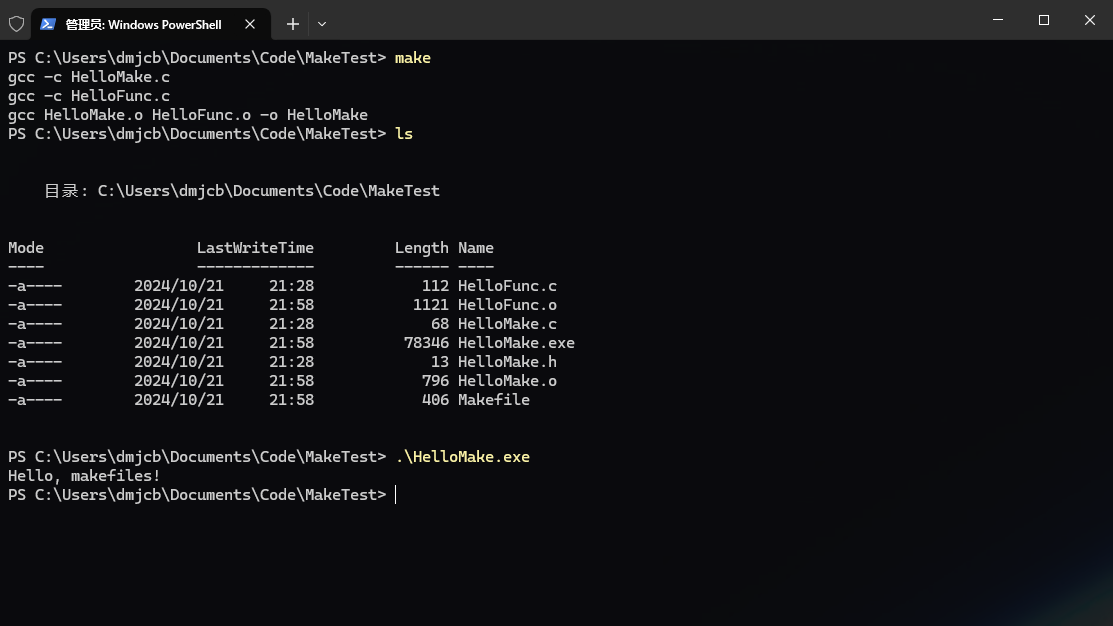 管理员: Windows PowerShell
PS C:\Users\dmjcb\Documents\Code\MakeTest> make
gcc -c HelloMake.c
gcc -c HelloFunc.c
gcc HelloMake.o HelloFunc.o -o HelloMake
PS C:\Users\dmjcb\Documents\Code\MakeTest> ls
目录: C:\Users\dmjcb\Documents\Code\MakeTest
Mode                 LastWriteTime         Length Name
----                 -------------         ------ ----
-a----        2024/10/21     21:28            112 HelloFunc.c
-a----        2024/10/21     21:58           1121 HelloFunc.o
-a----        2024/10/21     21:28             68 HelloMake.c
-a----        2024/10/21     21:58          78346 HelloMake.exe
-a----        2024/10/21     21:28             13 HelloMake.h
-a----        2024/10/21     21:58            796 HelloMake.o
-a----        2024/10/21     21:58            406 Makefile
PS C:\Users\dmjcb\Documents\Code\MakeTest> .\HelloMake.exe
Hello, makefiles!
PS C:\Users\dmjcb\Documents\Code\MakeTest>